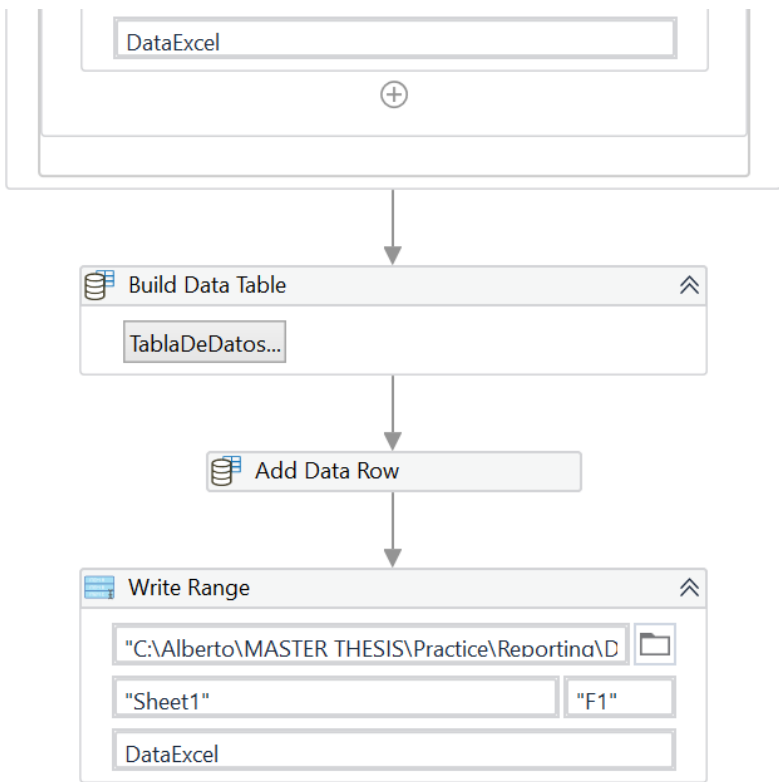 DataExcel
Build Data Table
TablaDeDatos...
Add Data Row
Write Range
"C:\Alberto\MASTER THESIS\Practice\Reporting\D
"Sheet1" "F1"
DataExcel